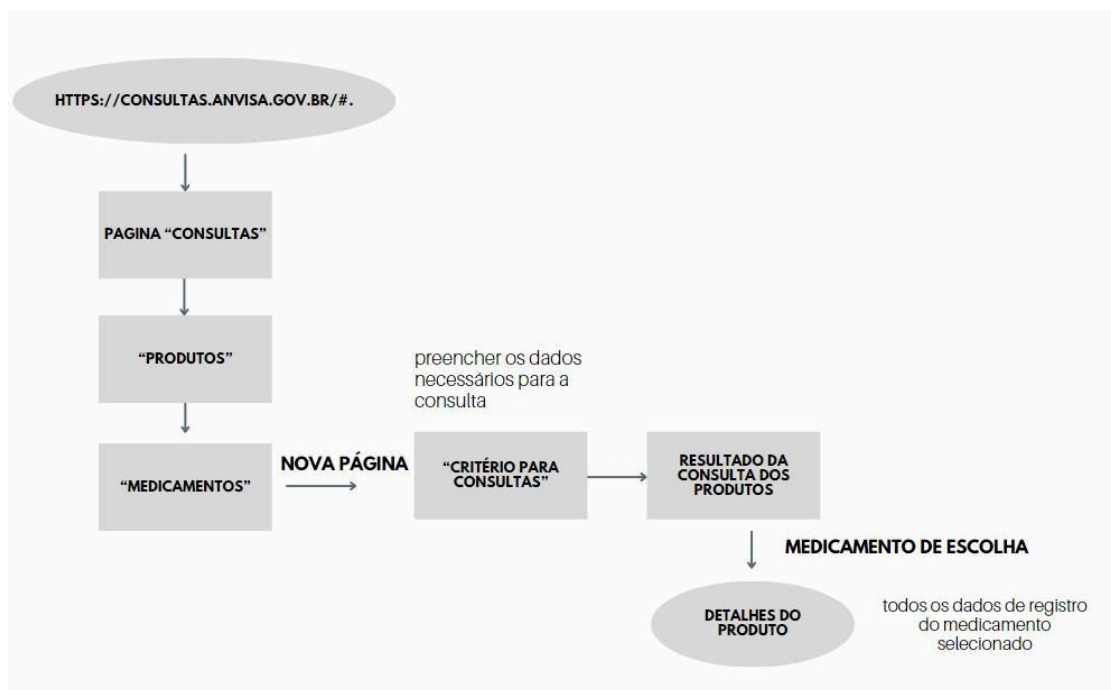 HTTPS://CONSULTAS.ANVISA.GOV.BR/#.
PAGINA “CONSULTAS”
“PRODUTOS”
“MEDICAMENTOS”
NOVA PÁGINA
preencher os dados
necessários para a
consulta
“CRITÉRIO PARA
CONSULTAS”
RESULTADO DA
CONSULTA DOS
PRODUTOS
MEDICAMENTO DE ESCOLHA
DETALHES DO
PRODUTO
todos os dados de registro
do medicamento
selecionado